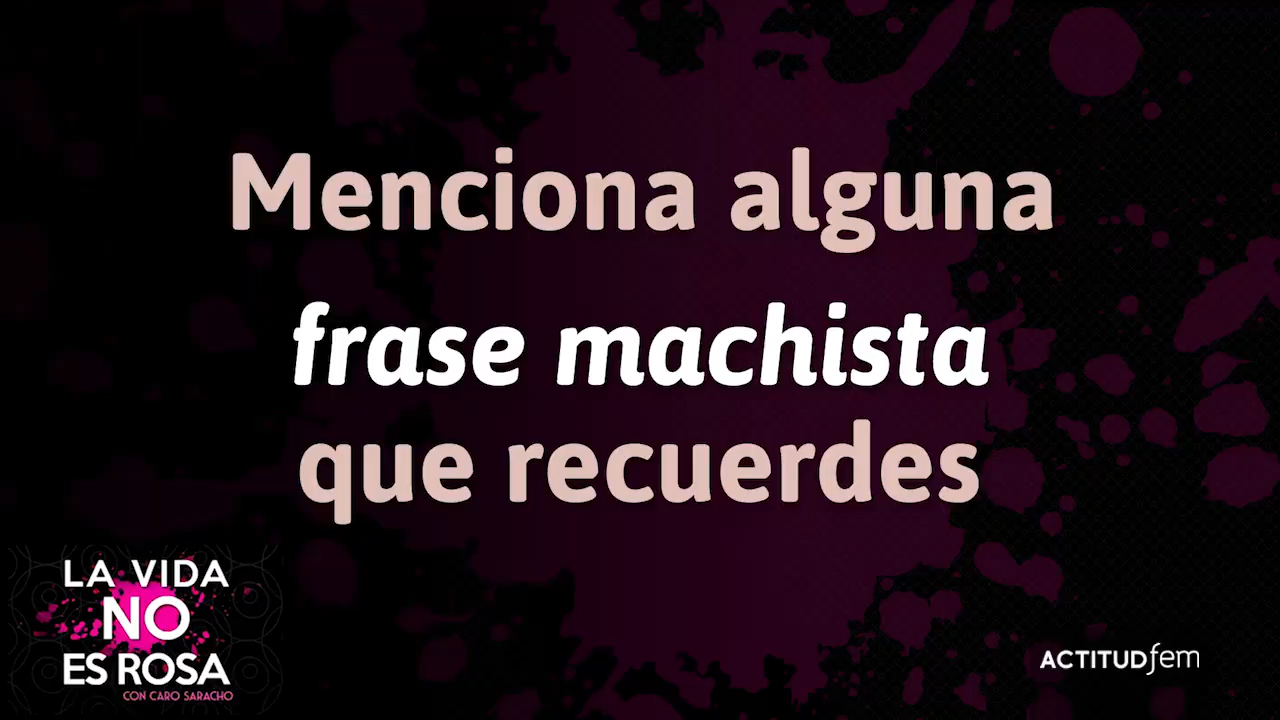 Menciona alguna
frase machista
que recuerdes
LA VIDA
NO
ES ROSA
CON CARO SARACHO
ACTITUDfem